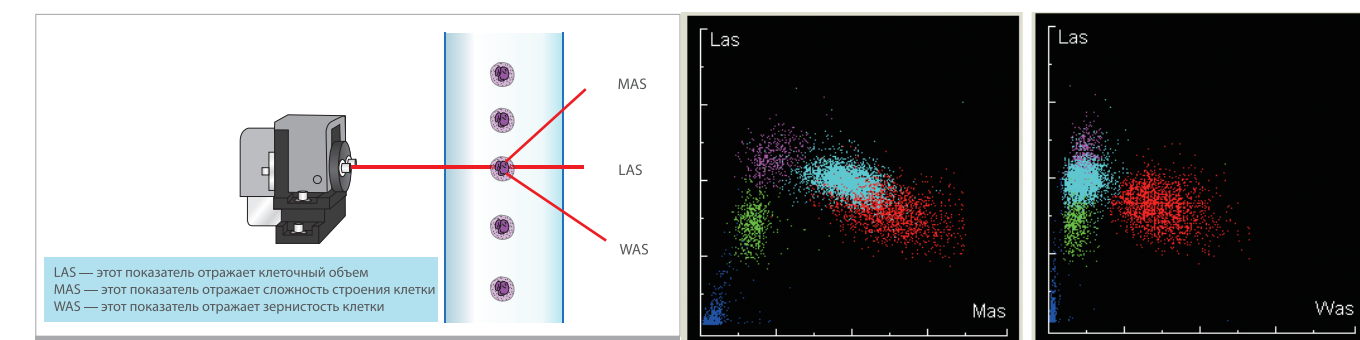 MAS
LAS
WAS
LAS — этот показатель отражает клеточный объем
MAS — этот показатель отражает сложность строения клетки
WAS — этот показатель отражает зернистость клетки
Las
Mas
Las
Was